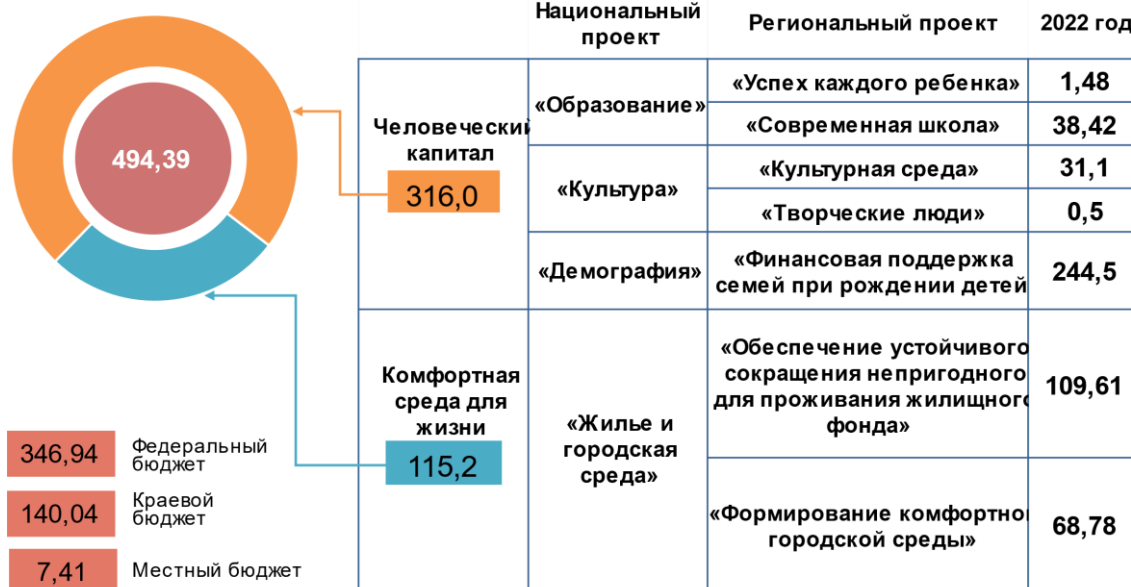 Национальный
проект
Региональный проект
2022 год
494,39
Человеческий
капитал
316,0
«Образование»
«Успех каждого ребенка»
1,48
«Современная школа»
38,42
«Культура»
«Культурная среда»
31,1
«Творческие люди»
0,5
«Демография»
«Финансовая поддержка
семей при рождении детей
244,5
Комфортная
среда для
жизни
115,2
«Жилье и
городская
среда»
«Обеспечение устойчивого
сокращения непригодного
для проживания жилищного
фонда»
109,61
«Формирование комфортной
городской среды»
68,78
346,94
Федеральный
бюджет
140,04
Краевой
бюджет
7,41
Местный бюджет